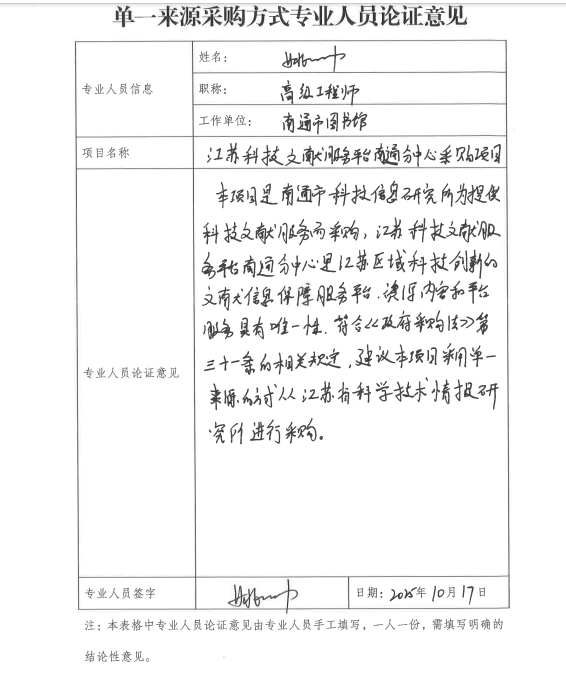 单一来源采购方式专业人员论证意见
专业人员信息
姓名：
职称：高级工程师
工作单位：南通市图书馆
项目名称 江苏科技文献服务平台南通分中心采购项目
专业人员论证意见
本项目是南通市科技信息研究所为提供
科技文献服务而采购，江苏科技文献服
务平台南通分中心是江苏区域科技创新的
文献信息保障服务平台，资源内容和平台
服务具有唯一性，符合《政府采购法》第
三十一条的相关规定，建议本项目采用单一
来源的方式从江苏省科学技术情报研
究所进行采购。
专业人员签字
日期：2025年10月17日
注：本表格中专业人员论证意见由专业人员手工填写，一人一份，需填写明确的
结论性意见。